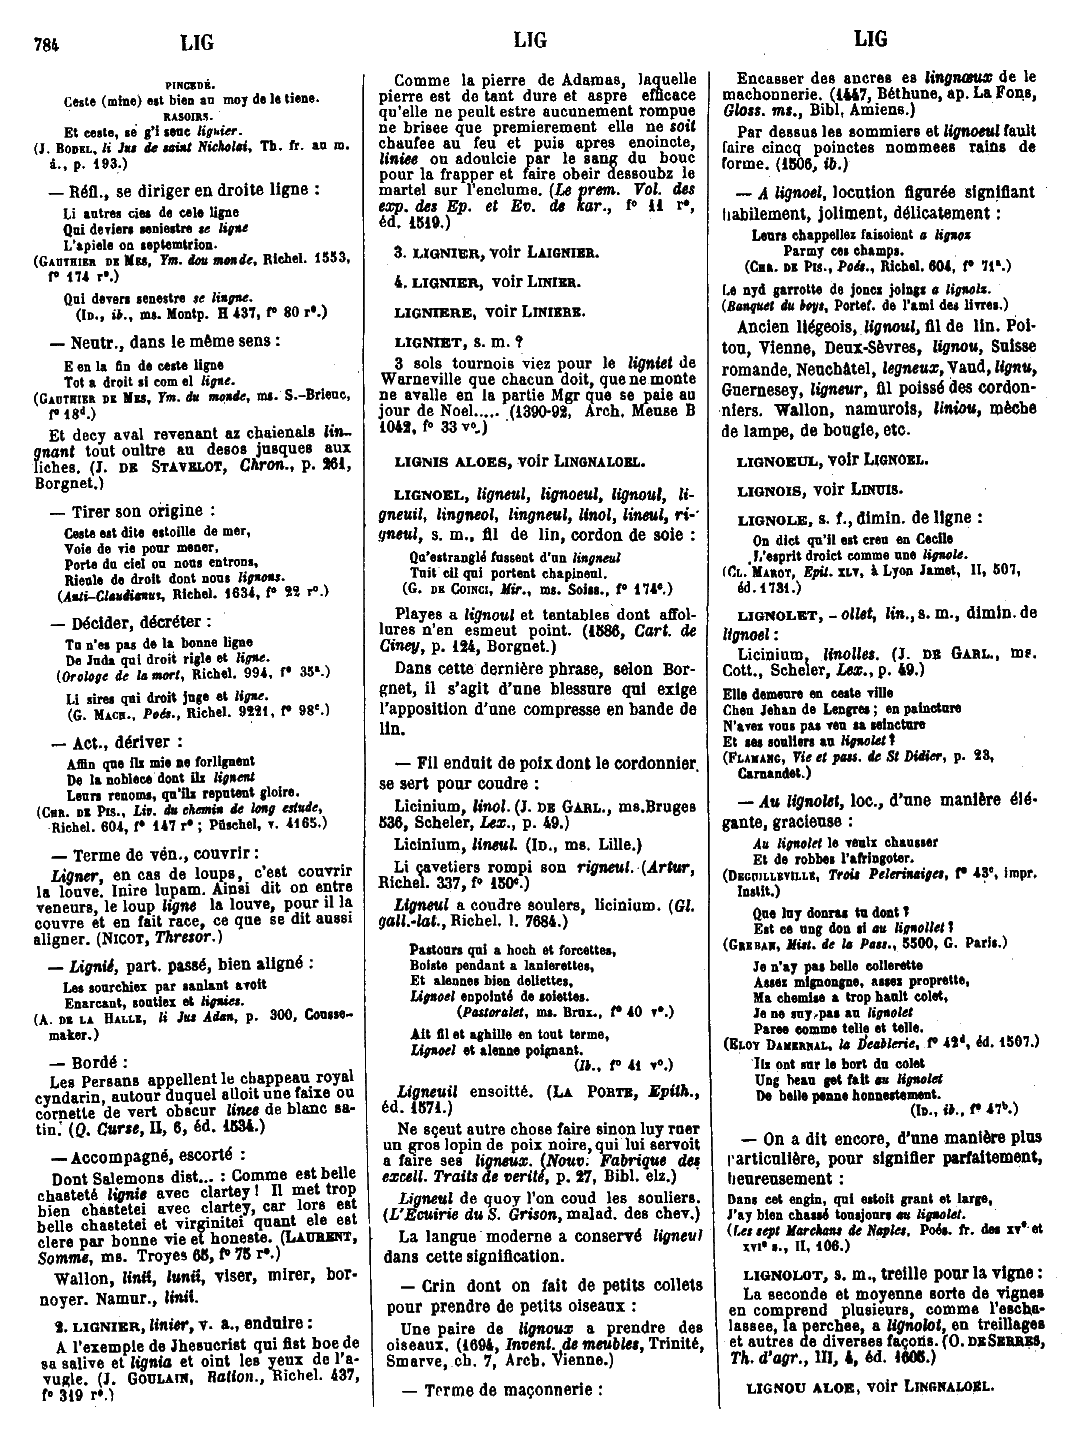 784 LIG LIG LIG
PINCEDÉ.
Ceste (mine) est bien au moy de le tiene.
RASOIRS.
Et ceste, se g'i senc lignier.
(J. BODEL, li Jus de saint Nicholai, Th. fr. au m.
â., p. 193.)
— Réfl., se diriger en droite ligne :
Li autres cies de cele ligne
Qui deviers seniestre se ligne
L'apiele on septemtrion.
(GAUTHIER DE MES, Ym. dou monde, Richel. 1553,
f° 174 r°.)
Qui devers senestre se lingne.
(ID., ib., ms. Montp. H 437, f° 80 r°.)
— Neutr., dans le même sens :
E en la fin de ceste ligne
Tot a droit si com el ligne.
(GAUTHIER DE MES, Ym. du monde, ms. S.-Brieuc,
f° 18d.)
Et decy aval revenant az chaienals lin-
gnant tout oultre au desos jusques aux
liches. (J. DE STAVELOT, Chron., p. 261,
Borgnet.)
— Tirer son origine :
Ceste est dite estoille de mer,
Voie de vie pour mener,
Porte du ciel ou nous entrons,
Rieule de droit dont nous lignons.
(Anti-Claudianus, Richel. 1634, f° 22 r°.)
— Décider, décréter :
Tu n'es pas de la bonne ligne
De Juda qui droit rigle et ligne.
(Orologe de la mort, Richel. 994, f° 35a.)
Li sires qui droit juge et ligne.
(G. MACH., Poés., Richel. 9221, f° 98c.)
— Act., dériver :
Affin que ilz mie ne forlignent
De la noblece dont ilz lignent
Leurs renoms, qu'ilz reputent gloire.
(CHR. DE PIS., Liv. du chemin de long estude,
Richel. 604, f° 147 r° ; Püschel, v. 4165.)
— Terme de vén., couvrir :
Ligner, en cas de loups, c'est couvrir
la louve. Inire lupam. Ainsi dit on entre
veneurs, le loup ligne la louve, pour il la
couvre et en fait race, ce que se dit aussi
aligner. (NICOT, Thresor.)
— Lignié, part. passé, bien aligné :
Les sourchiex par sanlant avoit
Enarcant, soutiex et lignies.
(A. DE LA HALLE, li Jus Adan, p. 300, Cousse-
maker.)
— Bordé :
Les Persans appellent le chappeau royal
cyndarin, autour duquel alloit une faixe ou
cornette de vert obscur lines de blanc sa-
tin. (Q. Curse, II, 6, éd. 1534.)
— Accompagné, escorté :
Dont Salemons dist... : Comme est belle
chasteté lignie avec clartey ! Il met trop
bien chastetei avec clartey, car lors est
belle chastetei et virginitei quant ele est
clere par bonne vie et honeste. (LAURENT,
Somme, ms. Troyes 65, f° 75 r°.)
Wallon, linii, lunii, viser, mirer, bor-
noyer. Namur., linii.
2. LIGNIER, linier, v. a., enduire :
A l'exemple de Jhesucrist qui fist boe de
sa salive et lignia et oint les yeux de l'a-
vugle. (J. GOULAIN, Ration., Richel. 437,
f° 319 r°.)
Comme la pierre de Adamas, laquelle
pierre est de tant dure et aspre efficace
qu'elle ne peult estre aucunement rompue
ne brisee que premierement elle ne soit
chaufee au feu et puis apres enoincte,
liniee ou adoulcie par le sang du bouc
pour la frapper et faire obeir dessoubz le
martel sur l'enclume. (Le prem. Vol. des
exp. des Ep. et Ev. de kar., f° 11 r°,
éd. 1519.)
3. LIGNIER, voir LAIGNIER.
4. LIGNIER, voir LINIER.
LIGNIERE, voir LINIERE.
LIGNIET, s. m. ?
3 sols tournois viez pour le ligniet de
Warneville que chacun doit, que ne monte
ne avalle en la partie Mgr que se paie au
jour de Noel..... (1390-92, Arch. Meuse B
1042, f° 33 v°.)
LIGNIS ALOES, voir LINGNALOEL.
LIGNOEL, ligneul, lignoeul, lignoul, li-
gneuil, lingneol, lingneul, linol, lineul, ri-
gneul, s. m., fil de lin, cordon de soie :
Qu'estranglé fussent d'un lingneul
Tuit cil qui portent chapineul.
(G. DE COINCI, Mir., ms. Soiss., f° 174c.)
Playes a lignoul et tentables dont affol-
lures n'en esmeut point. (1586, Cart. de
Ciney, p. 124, Borgnet.)
Dans cette dernière phrase, selon Bor-
gnet, il s'agit d'une blessure qui exige
l'apposition d'une compresse en bande de
lin.
— Fil enduit de poix dont le cordonnier
se sert pour coudre :
Licinium, linol. (J. DE GARL., ms. Bruges
536, Scheler, Lex., p. 49.)
Licinium, lineul. (ID., ms. Lille.)
Li çavetiers rompi son rigneul. (Artur,
Richel. 337, f° 150c.)
Ligneul a coudre soulers, licinium. (Gl.
gall.-lat., Richel. l. 7684.)
Pastours qui a hoch et forcettes,
Boiste pendant a lanierettes,
Et alennes bien deliettes,
Lignoel enpointé de soiettes.
(Pastoralet, ms. Brux., f° 40 v°.)
Ait fil et aghille en tout terme,
Lignoel et alenne poignant.
(Ib., f° 41 v°.)
Ligneuil ensoitté. (LA PORTE, Epith.,
éd. 1571.)
Ne sçeut autre chose faire sinon luy ruer
un gros lopin de poix noire, qui lui servoit
a faire ses ligneux. (Nouv. Fabrique des
excell. Traits de verité, p. 27, Bibl. elz.)
Ligneul de quoy l'on coud les souliers.
(L'Ecuirie du S. Grison, malad. des chev.)
La langue moderne a conservé ligneul
dans cette signification.
— Crin dont on fait de petits collets
pour prendre de petits oiseaux :
Une paire de lignoux a prendre des
oiseaux. (1694, Invent. de meubles, Trinité,
Smarve, ch. 7, Arch. Vienne.)
— Terme de maçonnerie :
Encasser des ancres es lingnœux de le
machonnerie. (1447, Béthune, ap. La Fons,
Gloss. ms., Bibl. Amiens.)
Par dessus les sommiers et lignoeul fault
faire cinq poinctes nommees rains de
forme. (1506, ib.)
— A lignoel, locution figurée signifiant
habilement, joliment, délicatement :
Leurs chappellez faisoient a lignox
Parmy ces champs.
(CHR. DE PIS., Poés., Richel. 604, f° 71a.)
Le nyd garrotte de joncz joings a lignolz.
(Banquet du boys, Portef. de l'ami des livres.)
Ancien liégeois, lignoul, fil de lin. Poi-
tou, Vienne, Deux-Sèvres, lignou, Suisse
romande, Neuchâtel, legneux, Vaud, lignu,
Guernesey, ligneur, fil poissé des cordon-
niers. Wallon, namurois, liniou, mèche
de lampe, de bougie, etc.
LIGNOEUL, voir LIGNOEL.
LIGNOIS, voir LINUIS.
LIGNOLE, s. f., dimin. de ligne :
On dict qu'il est creu en Cecile
L'esprit droict comme une lignole.
(CL. MAROT, Epit. XLV, à Lyon Jamet, II, 507,
éd. 1731.)
LIGNOLET, - ollet, lin., s. m., dimin. de
lignoel :
Licinium, linolles. (J. DE GARL., ms.
Cott., Scheler, Lex., p. 49.)
Elle demeure en ceste ville
Cheu Jehan de Lengres ; en paincture
N'avez vous pas veu sa seincture
Et ses souliers au lignolet ?
(FLAMANG, Vie et pass. de St Didier, p. 23,
Carnandet.)
— Au lignolet, loc., d'une manière élé-
gante, gracieuse :
Au lignolet le veulx chausser
Et de robbes l'afringoter.
(DEGUILLEVILLE, Trois Pelerinaiges, f° 43c, impr.
Instit.)
Que luy donras tu dont ?
Est ce ung don si au lignollet ?
(GREBAN, Mist. de la Pass., 5500, G. Paris.)
Je n'ay pas belle collerette
Assez mignongne, assez proprette,
Ma chemise a trop hault colet,
Je ne suy pas au lignolet
Paree comme telle et telle.
(ELOY DAMERNAL, la Deablerie, f° 42d, éd. 1507.)
Ils ont sur le bort du colet
Ung beau get fait au lignolet
De belle penne honnestement.
(ID., ib., f° 47b.)
— On a dit encore, d'une manière plus
particulière, pour signifier parfaitement,
heureusement :
Dans cet engin, qui estoit grant et large,
J'ay bien chassé tousjours au lignolet.
(Les sept Marchans de Naples, Poés. fr. des xve et
xvie s., II, 106.)
LIGNOLOT, s. m., treille pour la vigne :
La seconde et moyenne sorte de vignes
en comprend plusieurs, comme l'escha-
lassee, la perchee, a lignolot, en treillages
et autres de diverses façons. (O. DE SERRES,
Th. d'agr., III, 4, éd. 1605.)
LIGNOU ALOE, voir LINGNALOEL.